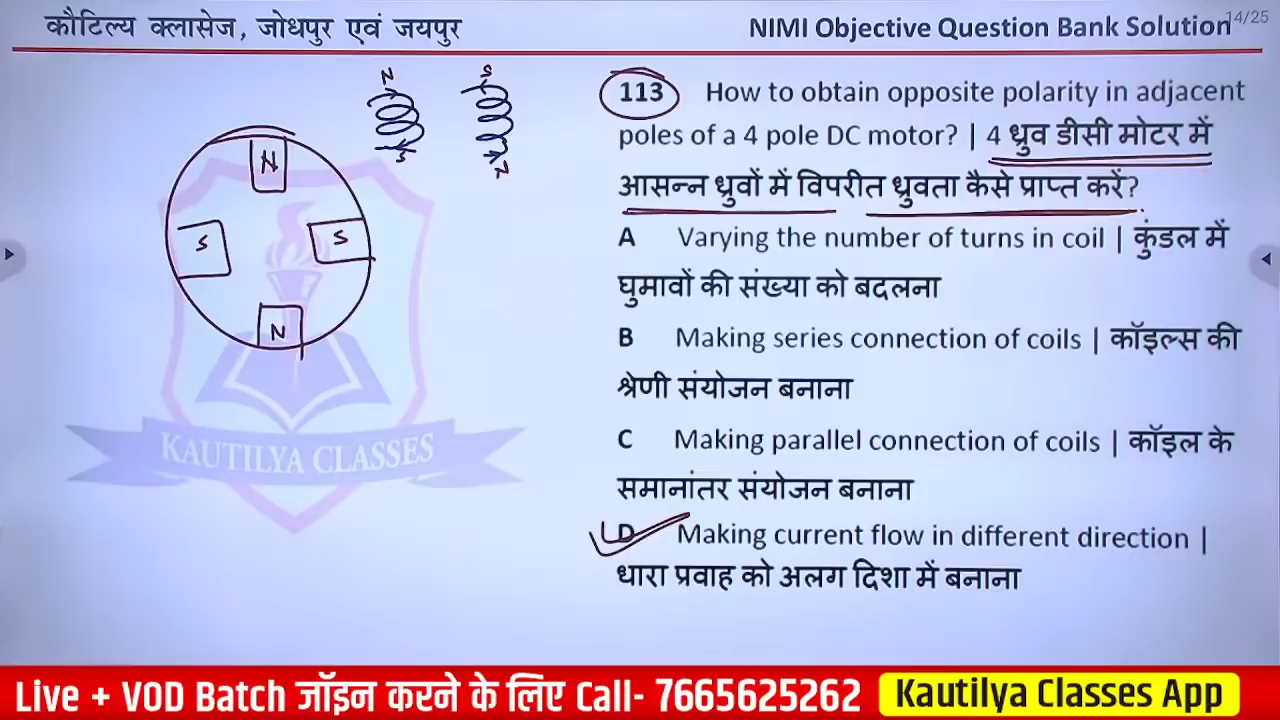 कौटिल्य क्लासेज, जोधपुर एवं जयपुर
NIMI Objective Question Bank Solution
14/25
113 How to obtain opposite polarity in adjacent
poles of a 4 pole DC motor? | 4 ध्रुव डीसी मोटर में
आसन्न ध्रुवों में विपरीत ध्रुवता कैसे प्राप्त करें?
A Varying the number of turns in coil | कुंडल में
घुमावों की संख्या को बदलना
B Making series connection of coils | कॉइल्स की
श्रेणी संयोजन बनाना
C Making parallel connection of coils | कॉइल के
समानांतर संयोजन बनाना
D Making current flow in different direction |
धारा प्रवाह को अलग दिशा में बनाना
N S
N
S S
N
S N
KAUTILYA CLASSES
Live + VOD Batch जॉइन करने के लिए Call- 7665625262
Kautilya Classes App